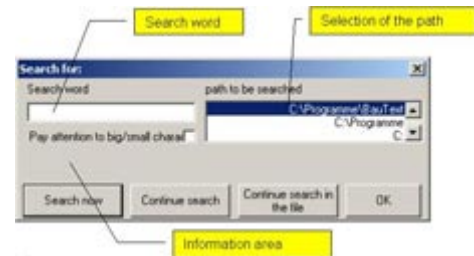 Search word
Selection of the path
Search for:
Search word
path to be searched
C:\Programme\BauText
C:\Programme
C:
Pay attention to big/small charac
Search now
Continue search
Continue search in
the file
OK
Information area